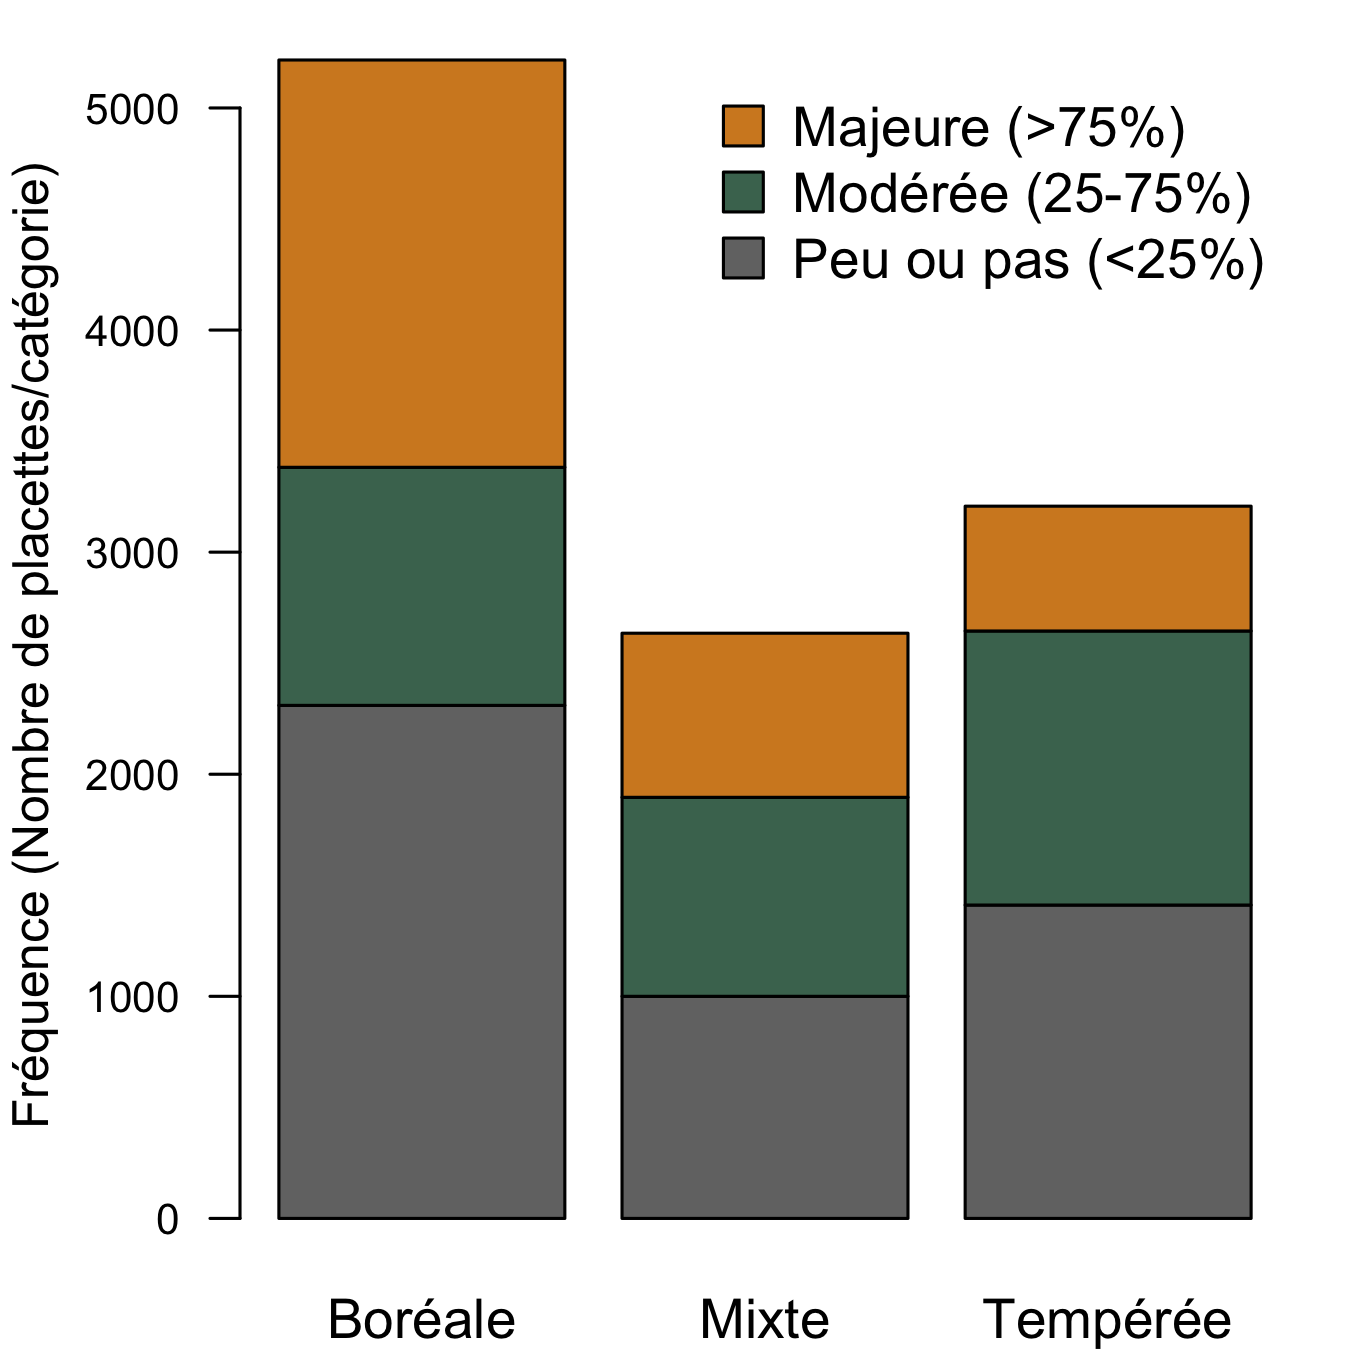 Fréquence (Nombre de placettes/catégorie)
5000
4000
3000
2000
1000
0
Majeure (>75%)
Modérée (25-75%)
Peu ou pas (<25%)
Boréale
Mixte
Tempérée